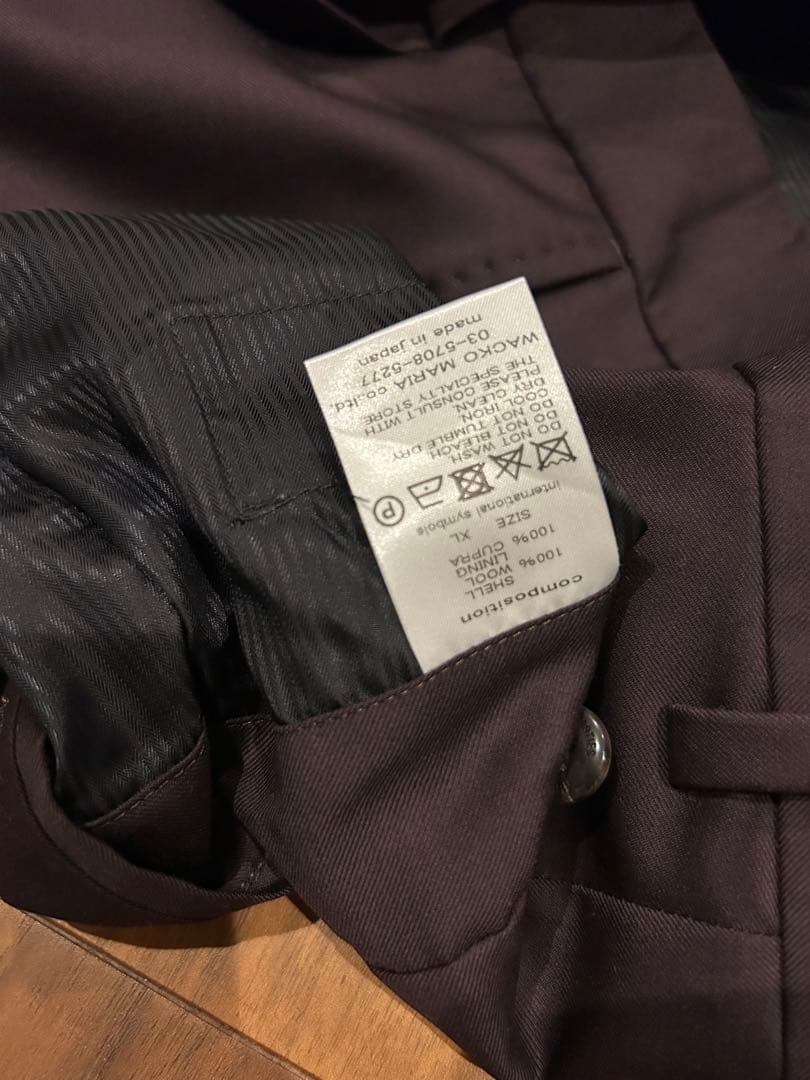 composition
SHELL
100% WOOL
LINING
100% CUPRA
SIZE XL
international symbols
P
DO NOT WASH.
DO NOT BLEACH.
DO NOT TUMBLE DRY
COOL IRON.
DRY CLEAN.
PLEASE CONSULT WITH
THE SPECIALTY STORE
WACKO MARIA co.ltd.
03-5708-5277
made in japan